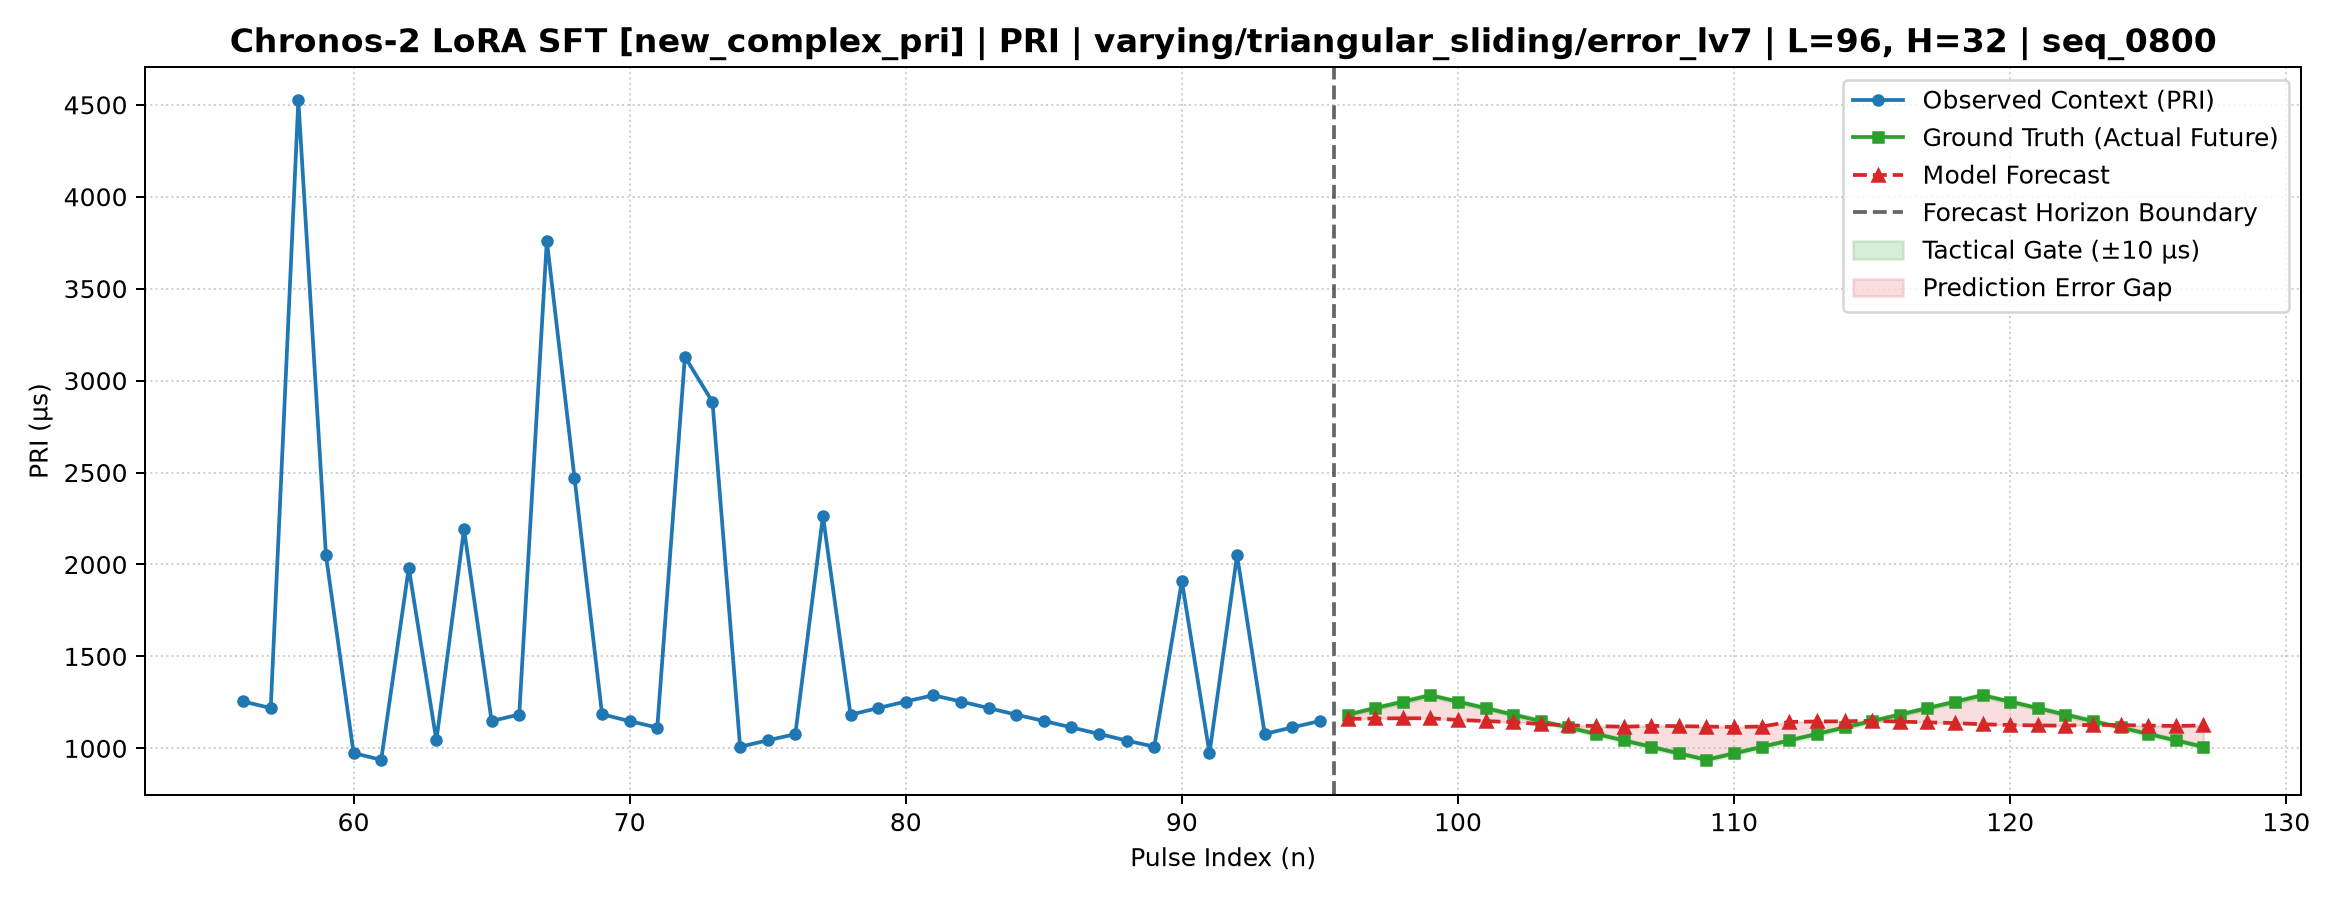 Chronos-2 LoRA SFT [new_complex_pri] | PRI | varying/triangular_sliding/error_lv7 | L=96, H=32 | seq_0800
Observed Context (PRI)
Ground Truth (Actual Future)
Model Forecast
Forecast Horizon Boundary
Tactical Gate (±10 µs)
Prediction Error Gap
PRI (µs)
4500
4000
3500
3000
2500
2000
1500
1000
60 70 80 90 100 110 120 130
Pulse Index (n)